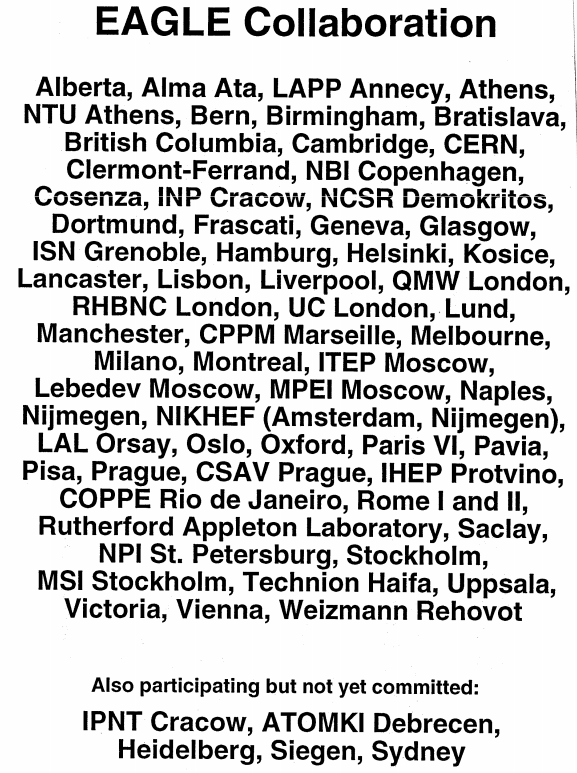 EAGLE Collaboration
Alberta, Alma Ata, LAPP Annecy, Athens,
NTU Athens, Bern, Birmingham, Bratislava,
British Columbia, Cambridge, CERN,
Clermont-Ferrand, NBI Copenhagen,
Cosenza, INP Cracow, NCSR Demokritos,
Dortmund, Frascati, Geneva, Glasgow,
ISN Grenoble, Hamburg, Helsinki, Kosice,
Lancaster, Lisbon, Liverpool, QMW London,
RHBNC London, UC London, Lund,
Manchester, CPPM Marseille, Melbourne,
Milano, Montreal, ITEP Moscow,
Lebedev Moscow, MPEI Moscow, Naples,
Nijmegen, NIKHEF (Amsterdam, Nijmegen),
LAL Orsay, Oslo, Oxford, Paris VI, Pavia,
Pisa, Prague, CSAV Prague, IHEP Protvino,
COPPE Rio de Janeiro, Rome I and II,
Rutherford Appleton Laboratory, Saclay,
NPI St. Petersburg, Stockholm,
MSI Stockholm, Technion Haifa, Uppsala,
Victoria, Vienna, Weizmann Rehovot
Also participating but not yet committed:
IPNT Cracow, ATOMKI Debrecen,
Heidelberg, Siegen, Sydney